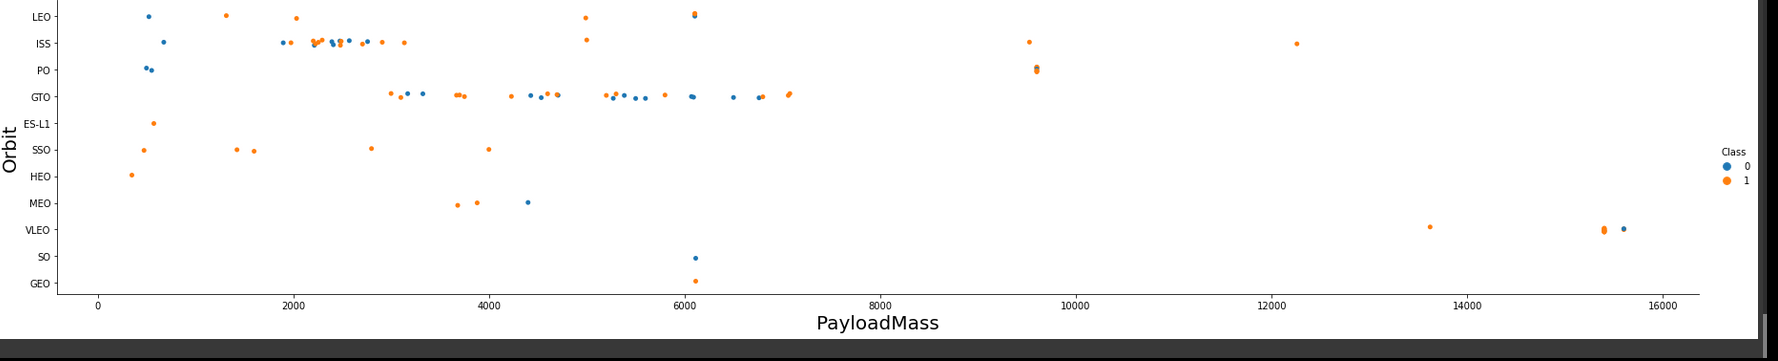 LEO
ISS
PO
GTO
ES-L1
SSO
HEO
MEO
VLEO
SO
GEO
Orbit
0 2000 4000 6000 8000 10000 12000 14000 16000
PayloadMass
Class
0
1